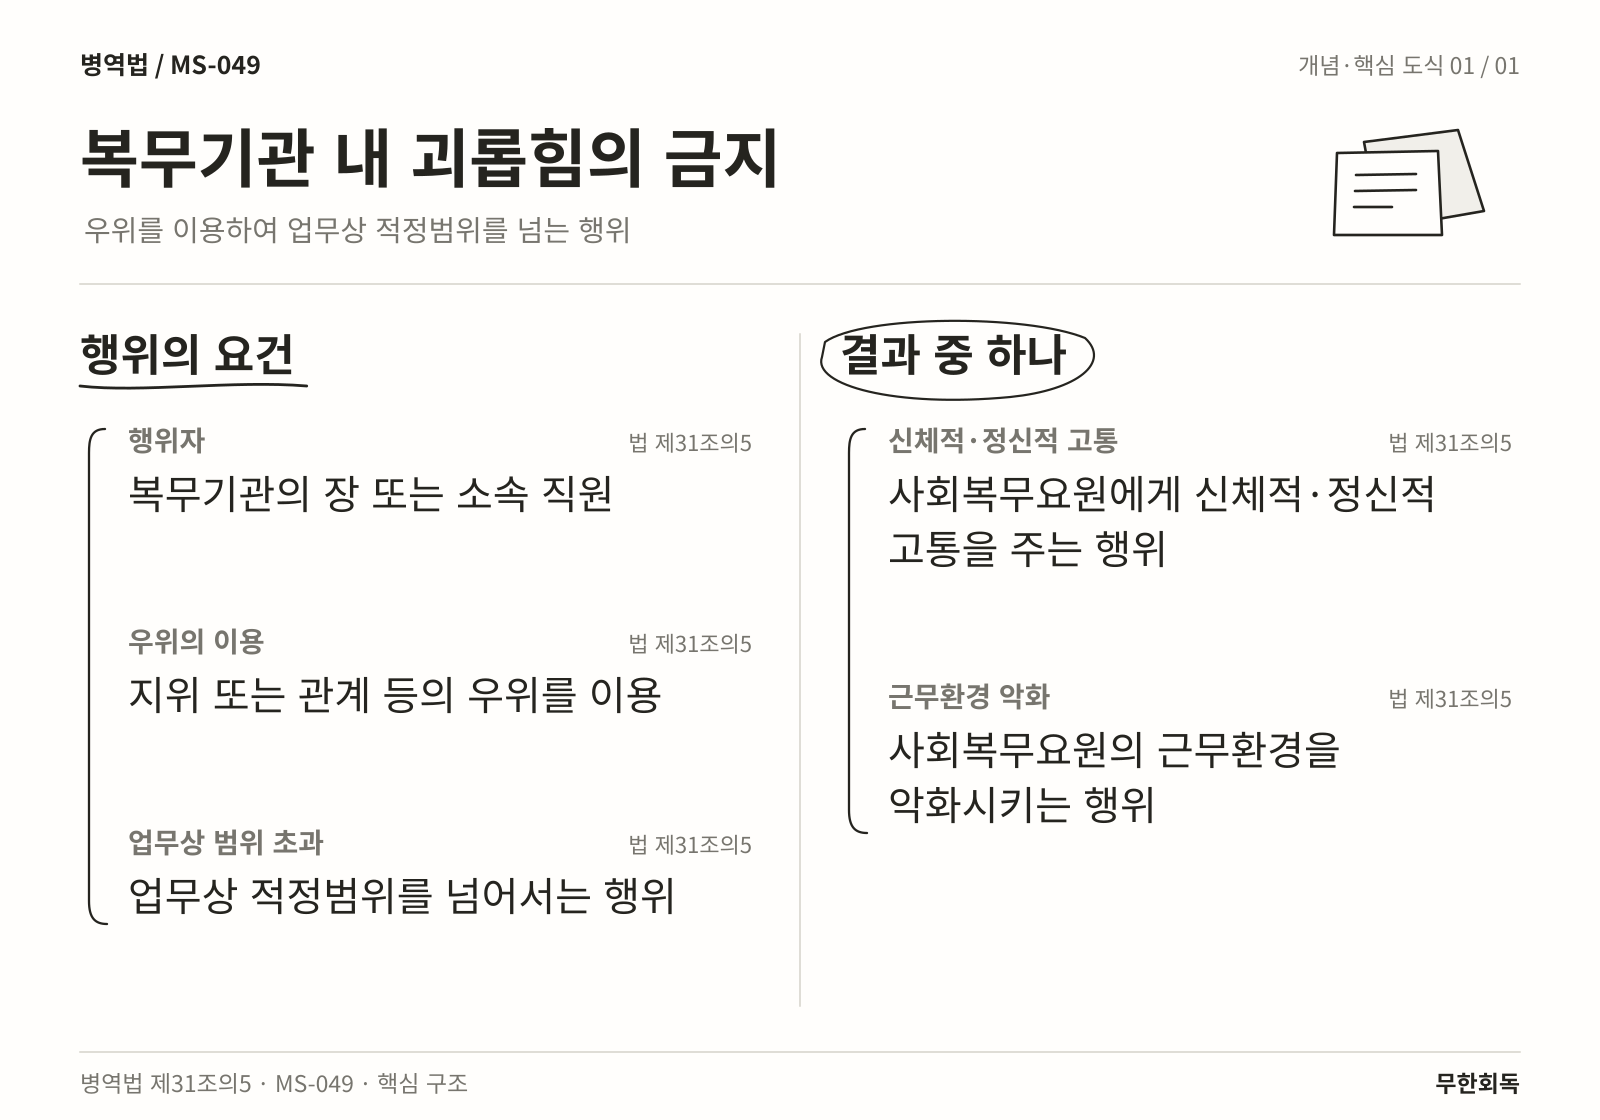 병역법 / MS-049
개념·핵심 도식 01 / 01
복무기관 내 괴롭힘의 금지
우위를 이용하여 업무상 적정범위를 넘는 행위
행위의 요건
행위자
법 제31조의5
복무기관의 장 또는 소속 직원
우위의 이용
법 제31조의5
지위 또는 관계 등의 우위를 이용
업무상 범위 초과
법 제31조의5
업무상 적정범위를 넘어서는 행위
결과 중 하나
신체적·정신적 고통
법 제31조의5
사회복무요원에게 신체적·정신적
고통을 주는 행위
근무환경 악화
법 제31조의5
사회복무요원의 근무환경을
악화시키는 행위
병역법 제31조의5 · MS-049 · 핵심 구조
무한회독